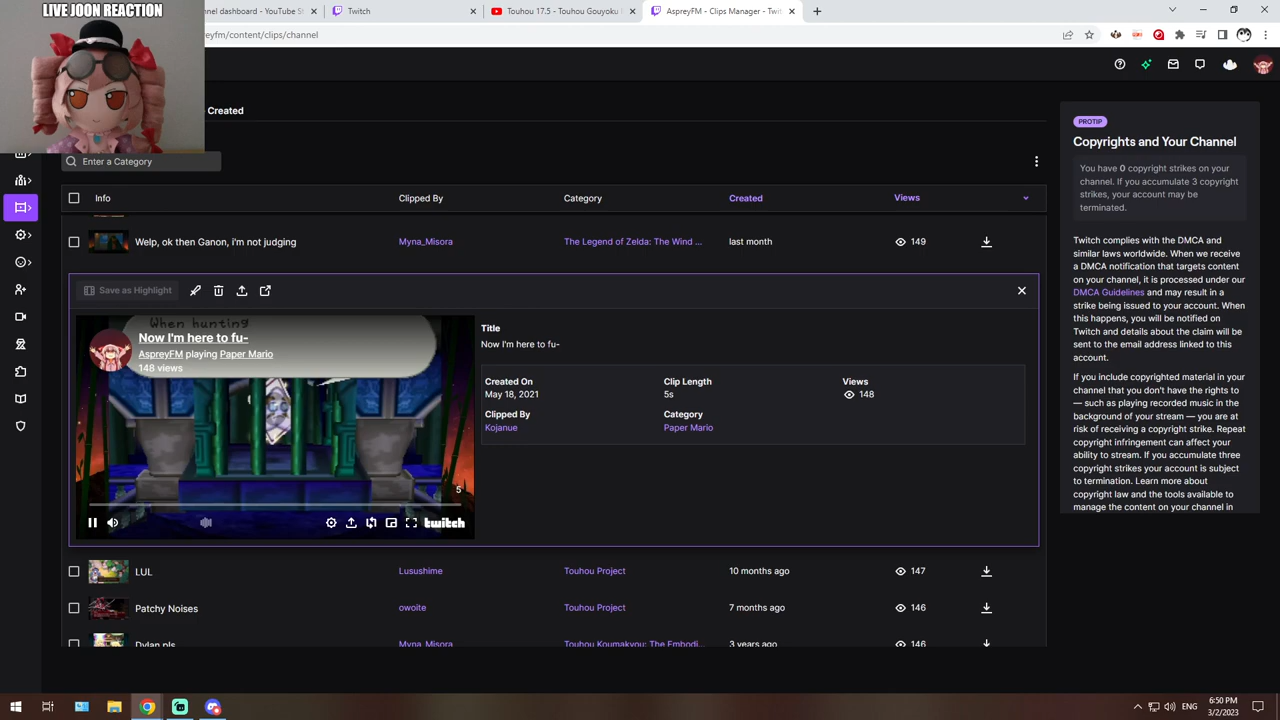 LIVE JOON REACTION
nnel dashboard - YouTube S
Twitch
Touhou 17.5 - Touhou Gouyoku
AspreyFM - Clips Manager - Twit
reyfm/content/clips/channel
Created
Enter a Category
Info
Clipped By
Category
Created
Views
Welp, ok then Ganon, i'm not judging
Myna_Misora
The Legend of Zelda: The Wind ...
last month
149
Save as Highlight
When hunting
Now I'm here to fu-
AspreyFM playing Paper Mario
148 views
5
twitch
Title
Now I'm here to fu-
Created On
May 18, 2021
Clip Length
5s
Views
148
Clipped By
Kojanue
Category
Paper Mario
LUL
Lusushime
Touhou Project
10 months ago
147
Patchy Noises
owoite
Touhou Project
7 months ago
146
Dylan pls
Myna_Misora
Touhou Koumakyou: The Embodi...
3 years ago
146
PROTIP
Copyrights and Your Channel
You have 0 copyright strikes on your
channel. If you accumulate 3 copyright
strikes, your account may be
terminated.
Twitch complies with the DMCA and
similar laws worldwide. When we receive
a DMCA notification that targets content
on your channel, it is processed under our
DMCA Guidelines and may result in a
strike being issued to your account. When
this happens, you will be notified on
Twitch and details about the claim will be
sent to the email address linked to this
account.
If you include copyrighted material in your
channel that you don't have the rights to
— such as playing recorded music in the
background of your stream — you are at
risk of receiving a copyright strike. Repeat
copyright infringement can affect your
ability to stream. If you accumulate three
copyright strikes your account is subject
to termination. Learn more about
copyright law and the tools available to
manage the content on your channel in
ENG
6:50 PM
3/2/2023